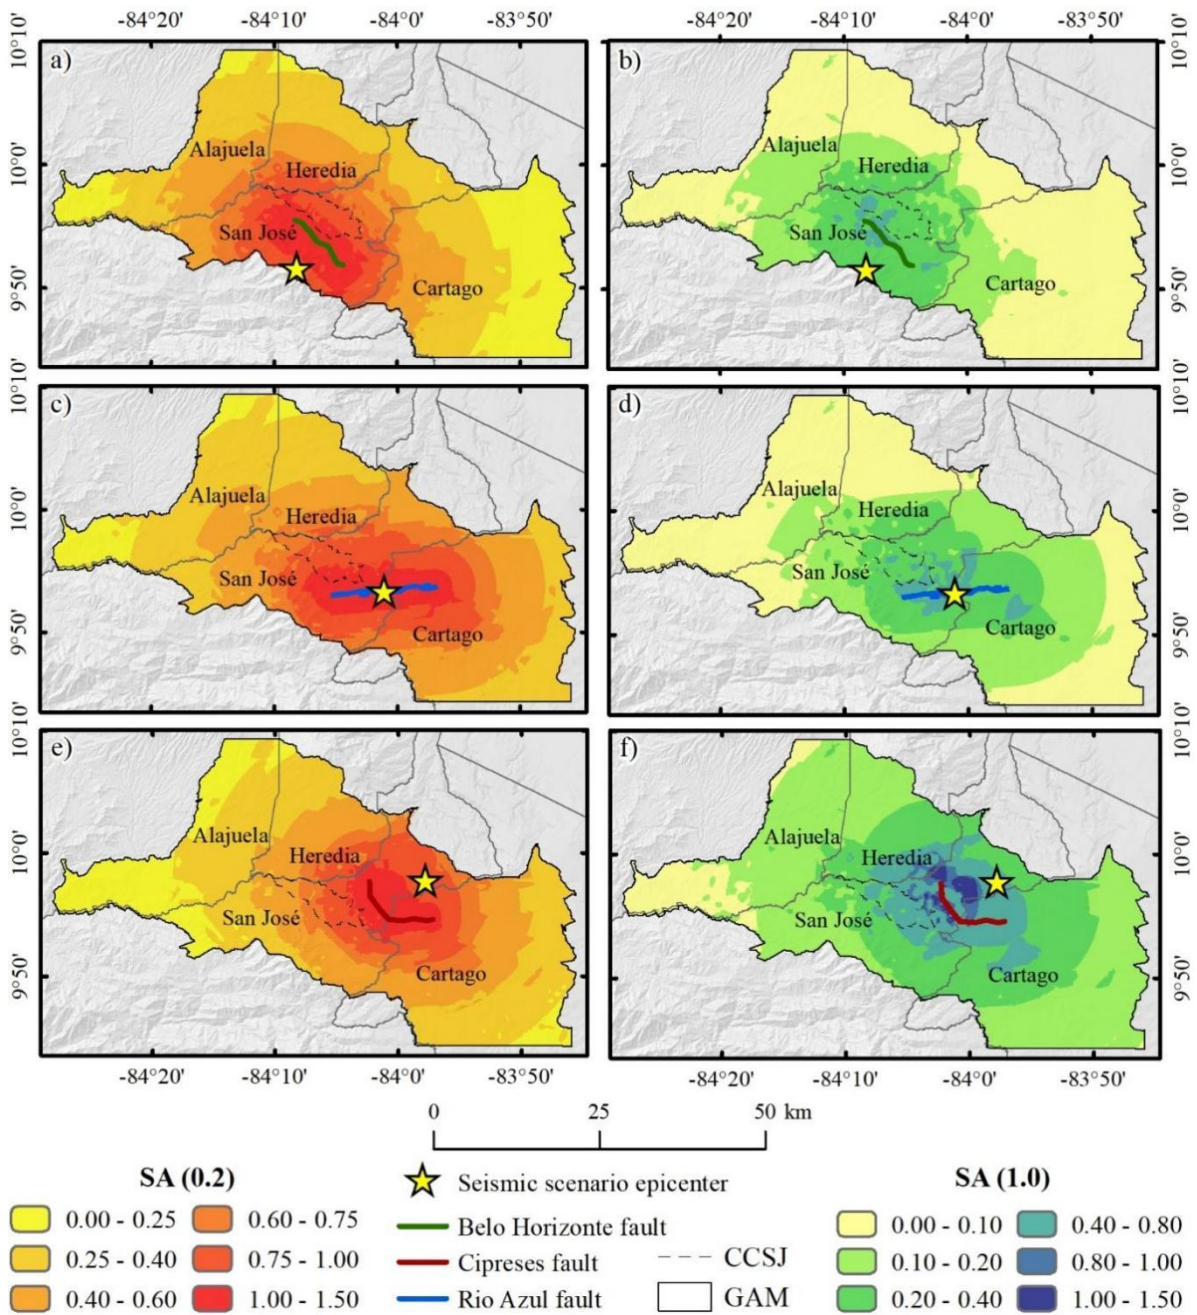 -84°20' -84°10' -84°0' -83°50' -84°20' -84°10' -84°0' -83°50'
10°10' a) b) 10°10'
Alajuela Alajuela
10°0' Heredia Heredia 10°0'
San José San José
9°50' Cartago Cartago 9°50'
10°10' c) d) 10°10'
Alajuela Alajuela
10°0' Heredia Heredia 10°0'
San José San José
9°50' Cartago Cartago 9°50'
10°10' e) f) 10°10'
Alajuela Alajuela
10°0' Heredia Heredia 10°0'
San José San José
9°50' Cartago Cartago 9°50'
-84°20' -84°10' -84°0' -83°50' -84°20' -84°10' -84°0' -83°50'
0 25 50 km
SA (0.2)
0.00 - 0.25 0.60 - 0.75
0.25 - 0.40 0.75 - 1.00
0.40 - 0.60 1.00 - 1.50
Seismic scenario epicenter
Belo Horizonte fault
Cipreses fault
Rio Azul fault
CCSJ
GAM
SA (1.0)
0.00 - 0.10 0.40 - 0.80
0.10 - 0.20 0.80 - 1.00
0.20 - 0.40 1.00 - 1.50